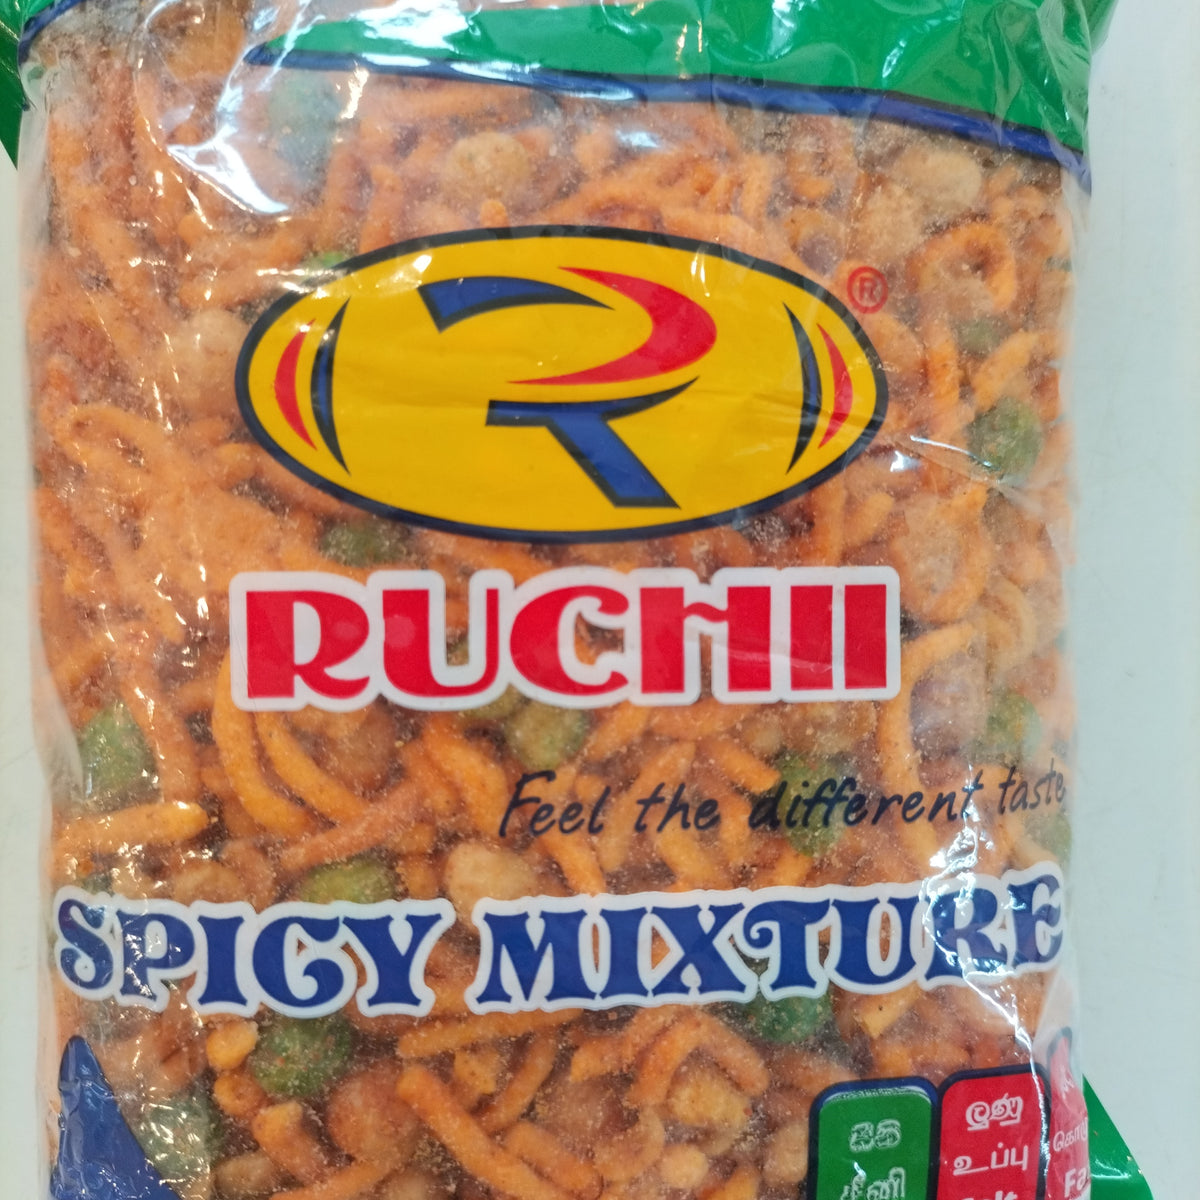 ®
RUCHII
Feel the different taste
SPICY MIXTURE
සීනි
ලුණු
உப்பு